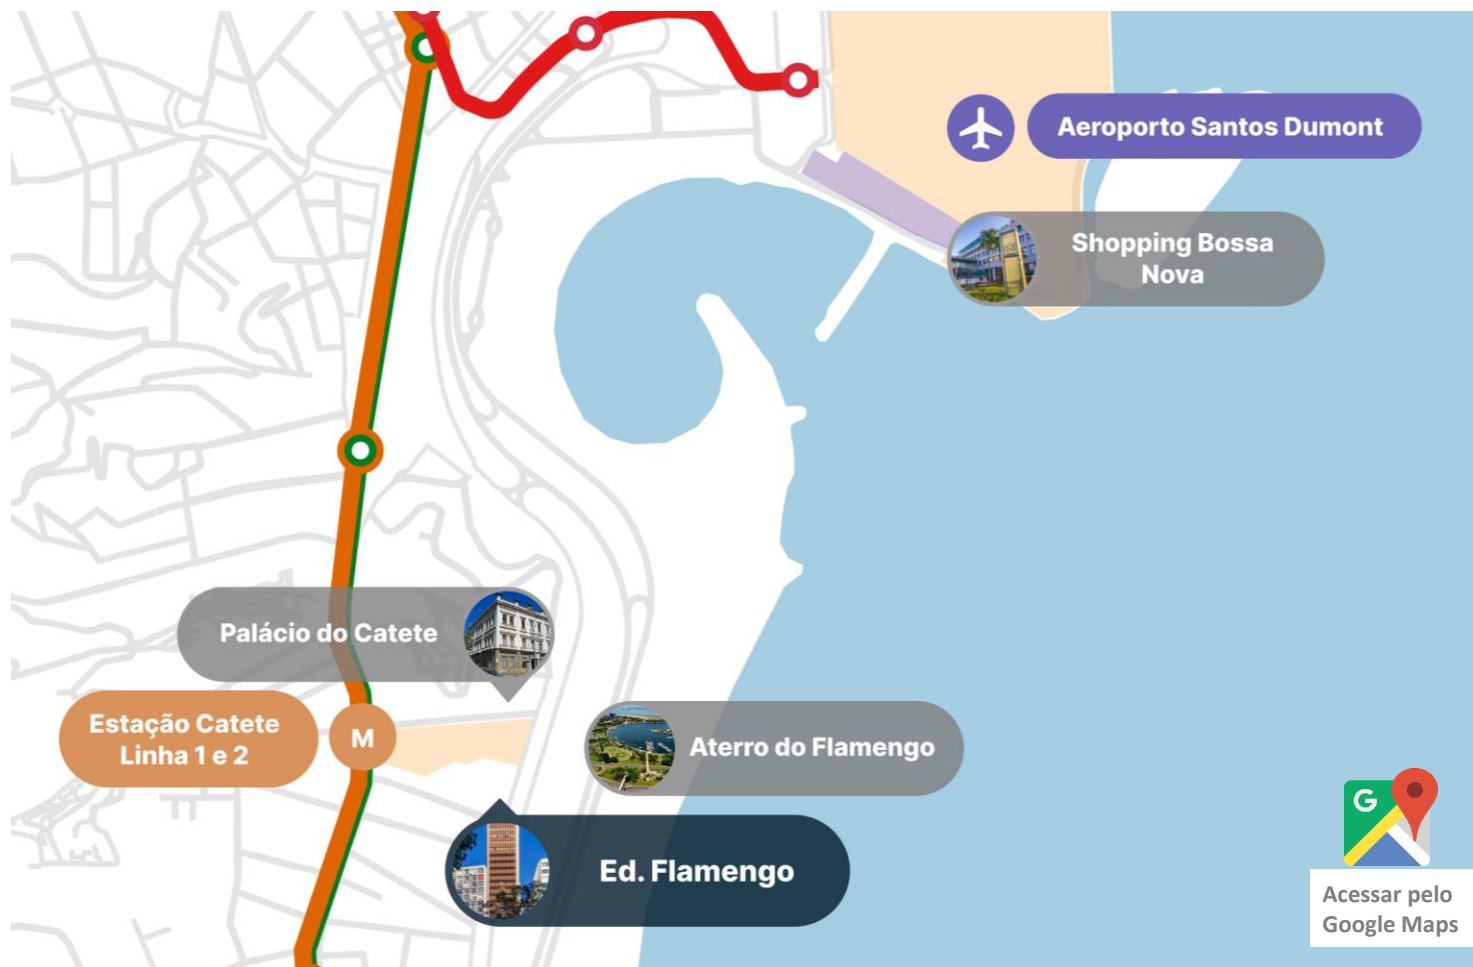 Aeroporto Santos Dumont
Shopping Bossa
Nova
Palácio do Catete
Estação Catete
Linha 1 e 2
M
Aterro do Flamengo
Ed. Flamengo
G
Acessar pelo
Google Maps